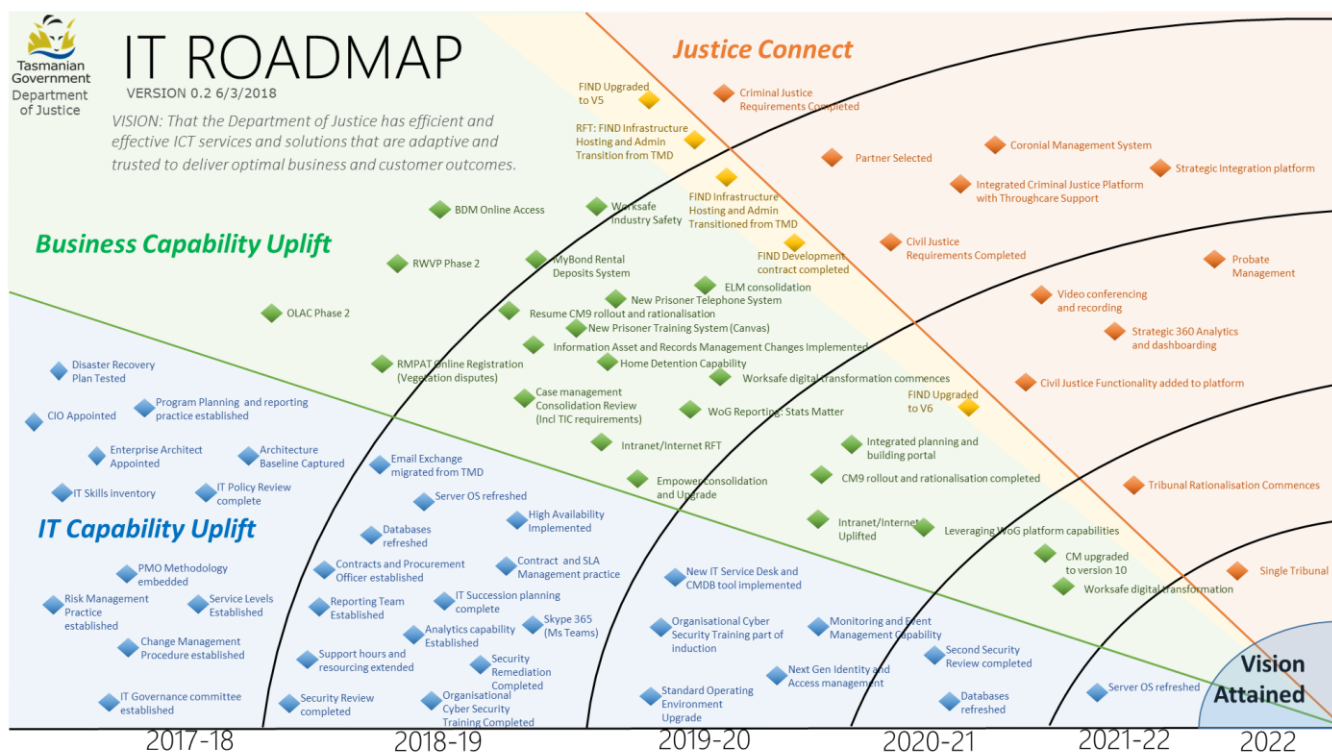 Tasmanian
Government
Department
of Justice
IT ROADMAP
VERSION 0.2 6/3/2018
VISION: That the Department of Justice has efficient and
effective ICT services and solutions that are adaptive and
trusted to deliver optimal business and customer outcomes.
Justice Connect
FIND Upgraded
to V5
RFT: FIND Infrastructure
Hosting and Admin
Transition from TMD
FIND Infrastructure
Hosting and Admin
Transitioned from TMD
FIND Development
contract completed
FIND Upgraded
to V6
Criminal Justice
Requirements Completed
Partner Selected
Coronial Management System
Strategic Integration platform
Integrated Criminal Justice Platform
with Throughcare Support
Civil Justice
Requirements Completed
Probate
Management
Video conferencing
and recording
Strategic 360 Analytics
and dashboarding
Civil Justice Functionality added to platform
Tribunal Rationalisation Commences
Single Tribunal
Business Capability Uplift
BDM Online Access
Worksafe
Industry Safety
RWVP Phase 2
MyBond Rental
Deposits System
ELM consolidation
OLAC Phase 2
New Prisoner Telephone System
Resume CM9 rollout and rationalisation
New Prisoner Training System (Canvas)
Information Asset and Records Management Changes Implemented
RMPAT Online Registration
(Vegetation disputes)
Home Detention Capability
Worksafe digital transformation commences
Case management
Consolidation Review
(Incl TIC requirements)
WoG Reporting: Stats Matter
Intranet/Internet RFT
Integrated planning and
building portal
Empower consolidation
and Upgrade
CM9 rollout and rationalisation completed
Intranet/Internet
Uplifted
Leveraging WoG platform capabilities
CM upgraded
to version 10
Worksafe digital transformation
IT Capability Uplift
Disaster Recovery
Plan Tested
CIO Appointed
Program Planning and reporting
practice established
Enterprise Architect
Appointed
Architecture
Baseline Captured
IT Skills inventory
IT Policy Review
complete
PMO Methodology
embedded
Risk Management
Practice
established
Service Levels
Established
Change Management
Procedure established
IT Governance committee
established
Email Exchange
migrated from TMD
Server OS refreshed
High Availability
Implemented
Databases
refreshed
Contracts and Procurement
Officer established
Contract and SLA
Management practice
Reporting Team
Established
IT Succession planning
complete
Analytics capability
Established
Skype 365
(Ms Teams)
Support hours and
resourcing extended
Security
Remediation
Completed
Security Review
completed
Organisational
Cyber Security
Training Completed
New IT Service Desk and
CMDB tool implemented
Organisational Cyber
Security Training part of
induction
Monitoring and Event
Management Capability
Next Gen Identity and
Access management
Standard Operating
Environment
Upgrade
Second Security
Review completed
Databases
refreshed
Server OS refreshed
Vision
Attained
2017-18
2018-19
2019-20
2020-21
2021-22
2022